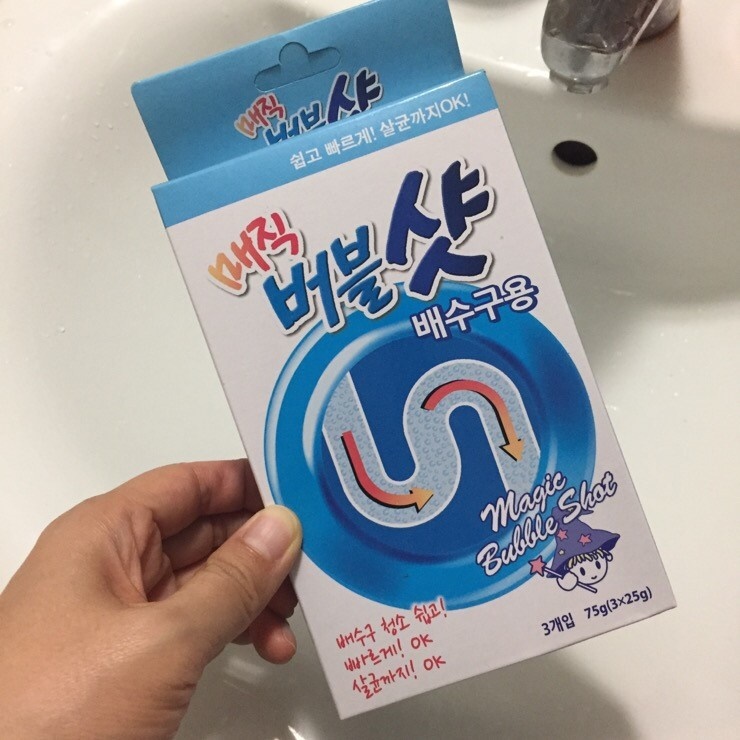 매직
버블샷
쉽고 빠르게! 살균까지OK!
매직
버블샷
배수구용
Magic
Bubble Shot
배수구 청소 쉽고!
빠르게! OK
살균까지! OK
3개입 75g(3×25g)